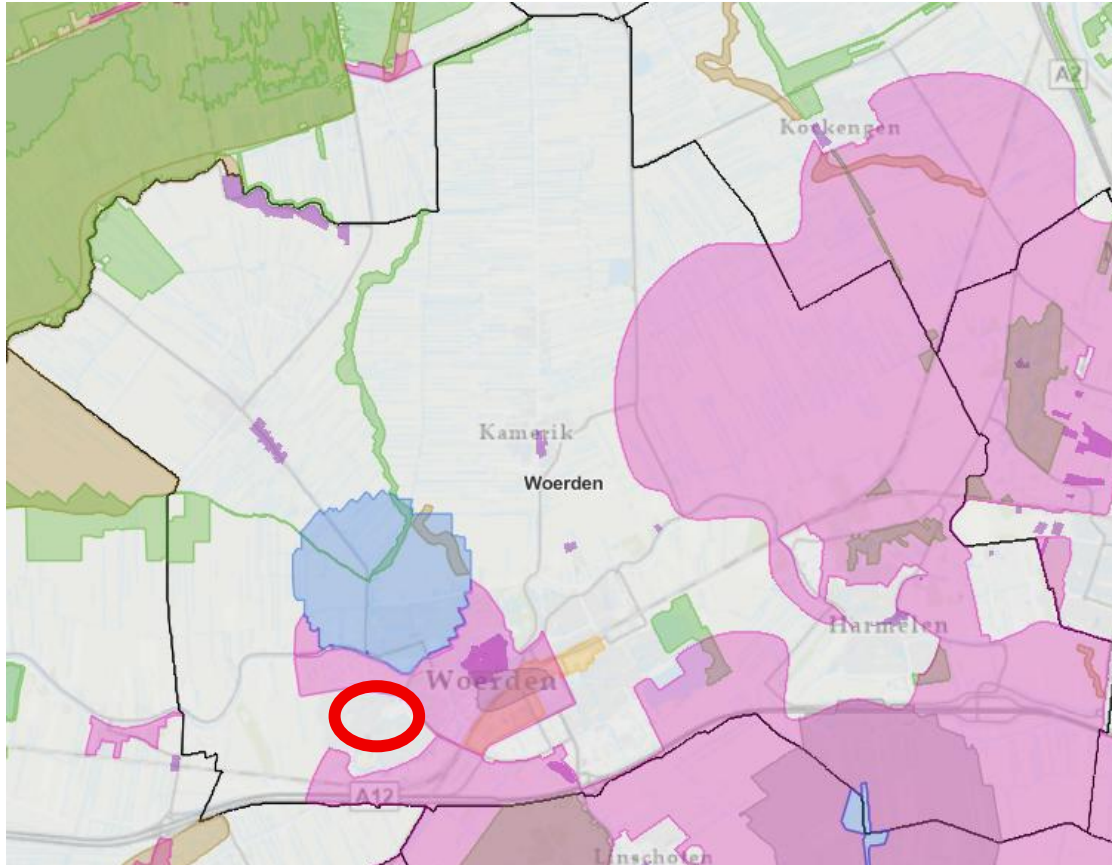 A2
Kockengen
Kamerik
Woerden
Harmelen
Woerden
A12
Linschoten